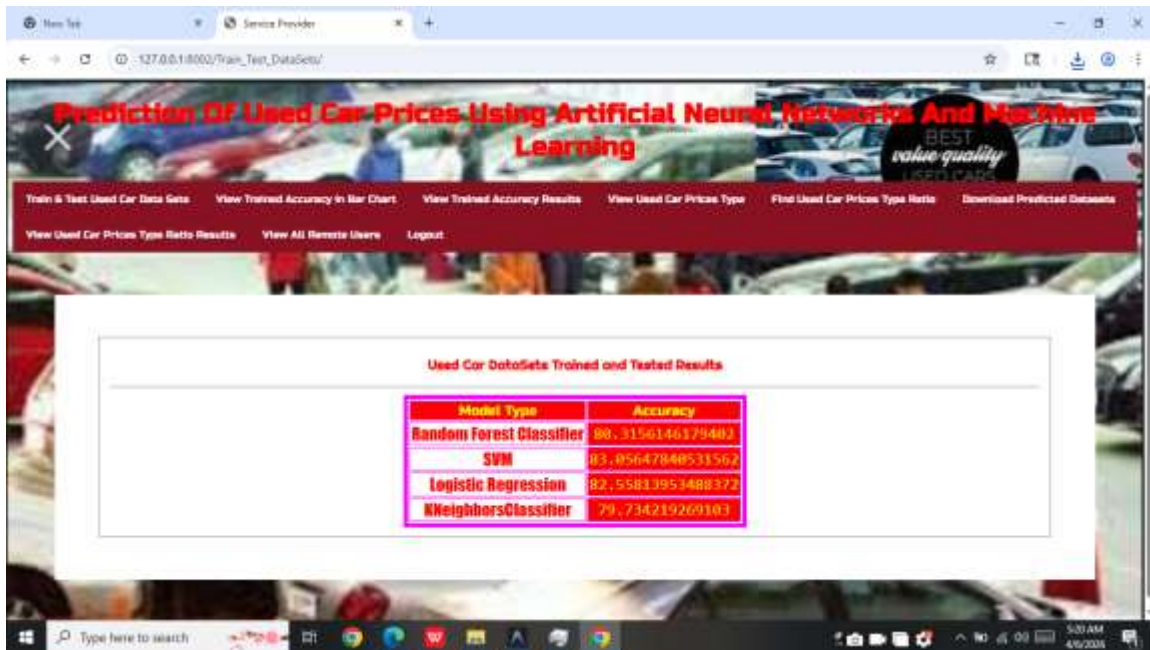 New Tab
Service Provider
127.0.0.1:8002/Train_Test_DataSets/
Prediction Of Used Car Prices Using Artificial Neural Networks And Machine
Learning
BEST
value quality
USED CARS
Train & Test Used Car Data Sets View Trained Accuracy in Bar Chart View Trained Accuracy Results View Used Car Prices Type Find Used Car Prices Type Ratio Download Predicted Datasets
View Used Car Prices Type Ratio Results View All Remote Users Logout
Used Car DataSets Trained and Tested Results
Model Type Accuracy
Random Forest Classifier 80.3156146179402
SVM 83.05647840531562
Logistic Regression 82.55813953488372
KNeighborsClassifier 79.734219269103
Type here to search
5:20 AM